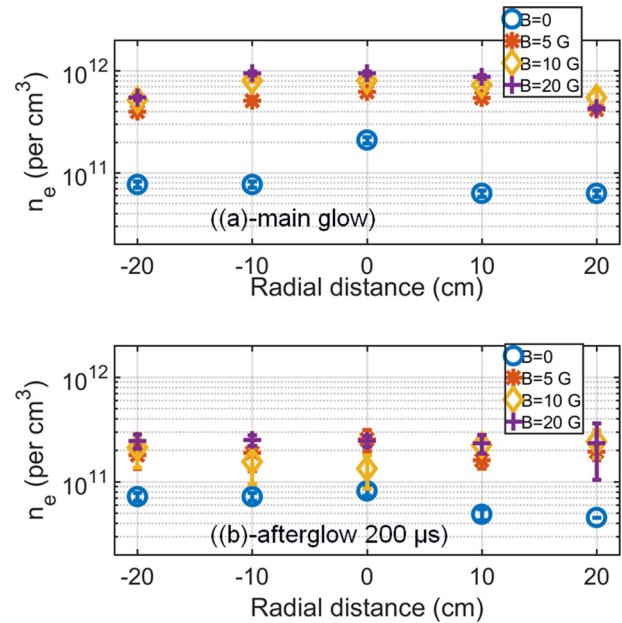 B=0
B=5 G
B=10 G
B=20 G
10^12
10^11
n_e (per cm^3)
((a)-main glow)
-20 -10 0 10 20
Radial distance (cm)
B=0
B=5 G
B=10 G
B=20 G
10^12
10^11
n_e (per cm^3)
((b)-afterglow 200 µs)
-20 -10 0 10 20
Radial distance (cm)